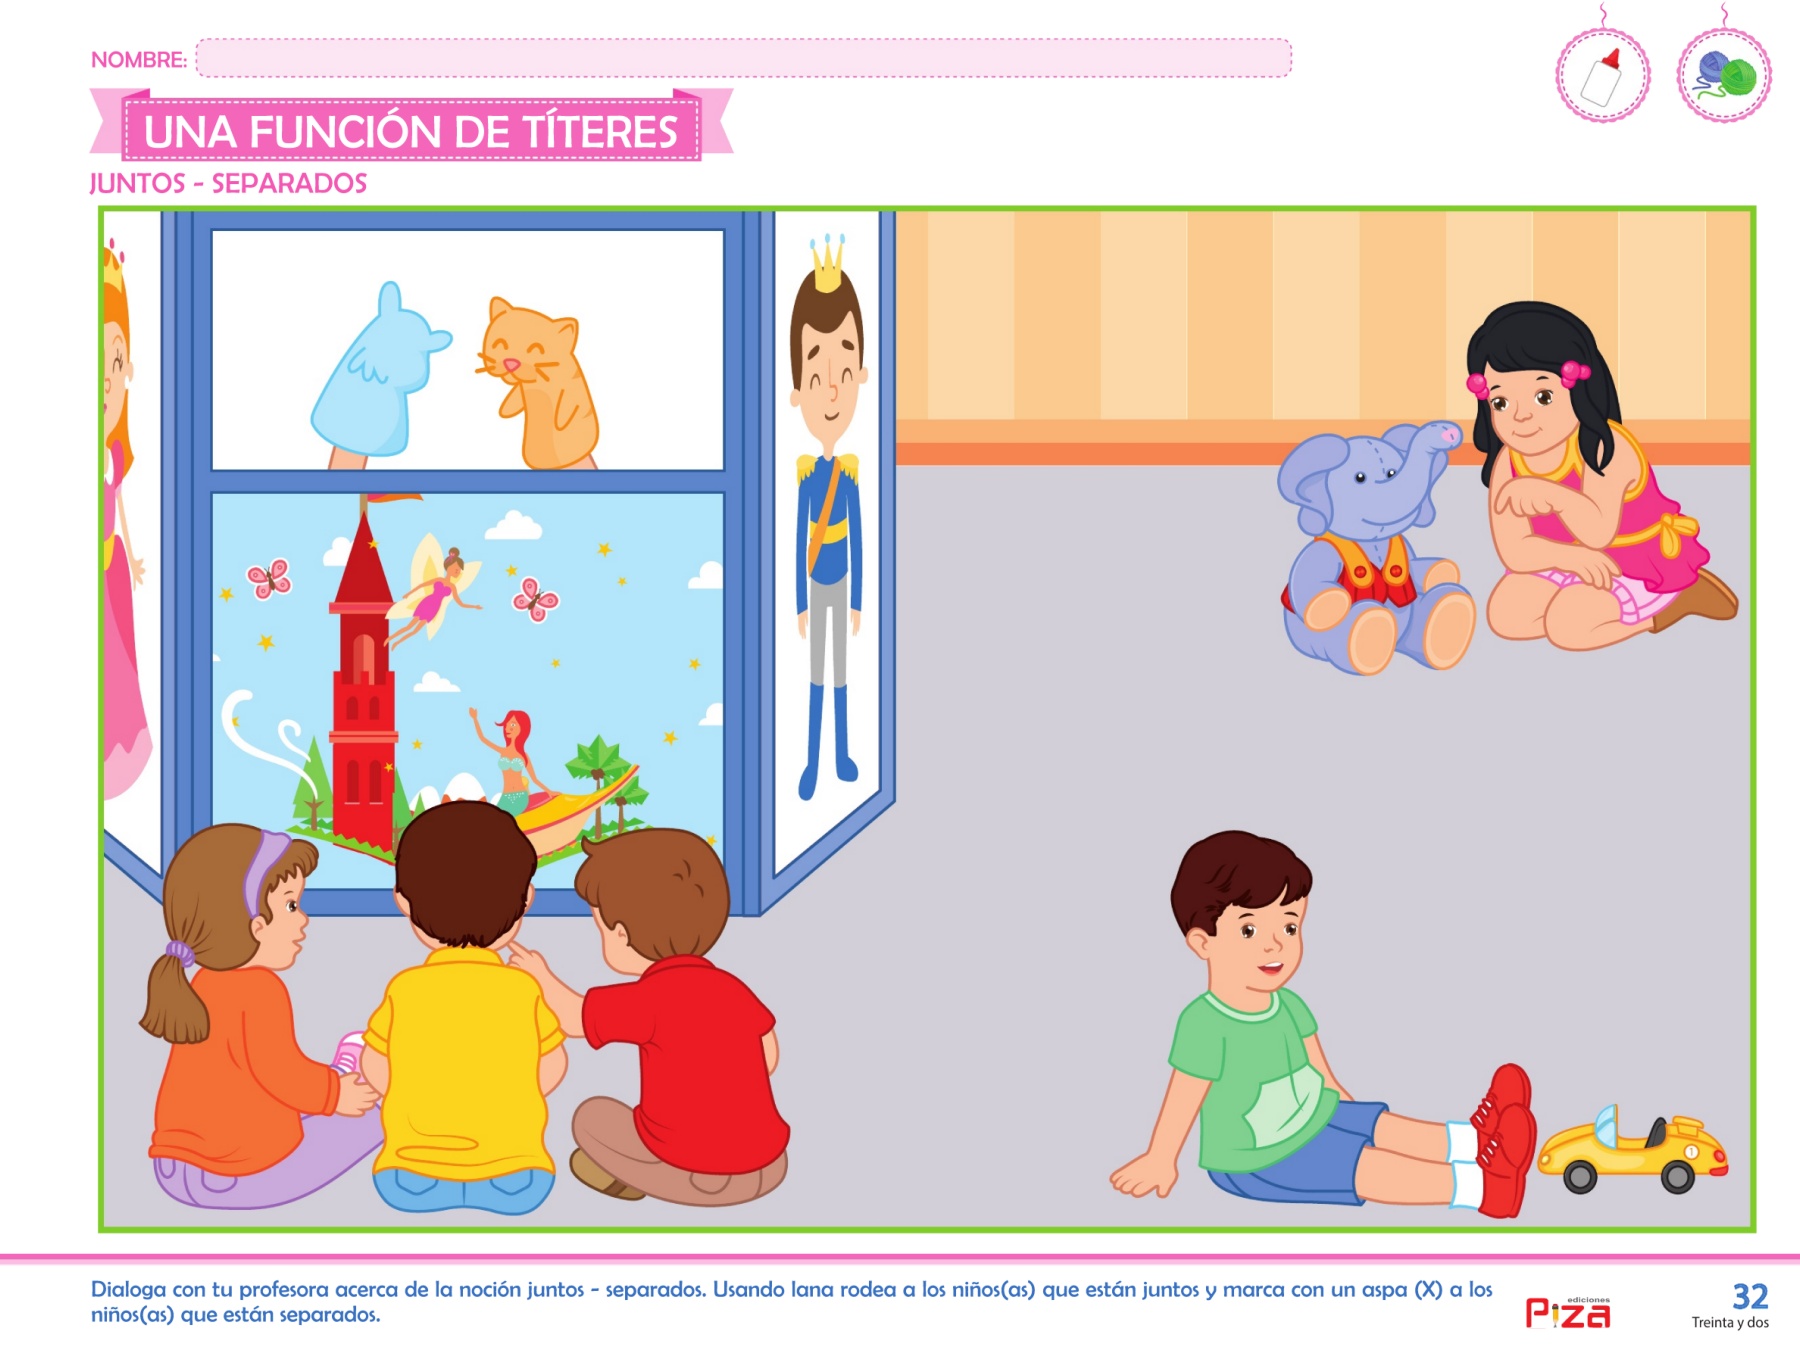 NOMBRE:
UNA FUNCIÓN DE TÍTERES
JUNTOS - SEPARADOS
1
Dialoga con tu profesora acerca de la noción juntos - separados. Usando lana rodea a los niños(as) que están juntos y marca con un aspa (X) a los
niños(as) que están separados.
ediciones
Piza
32
Treinta y dos